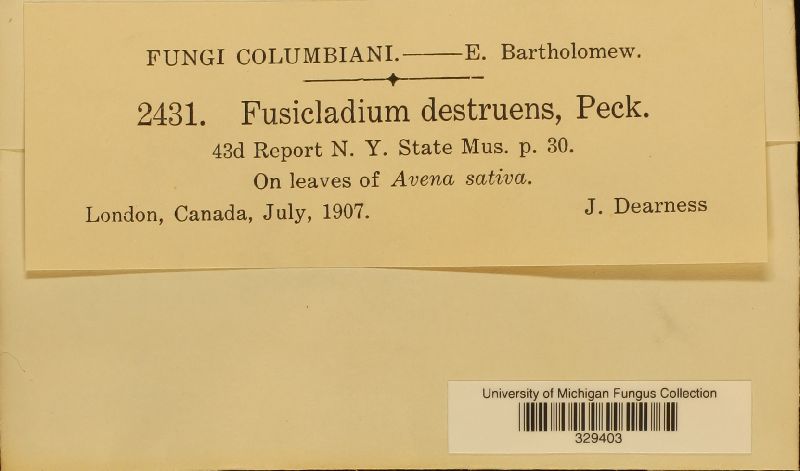 FUNGI COLUMBIANI.——E. Bartholomew.
2431. Fusicladium destruens, Peck.
43d Report N. Y. State Mus. p. 30.
On leaves of Avena sativa.
London, Canada, July, 1907. J. Dearness
University of Michigan Fungus Collection
329403